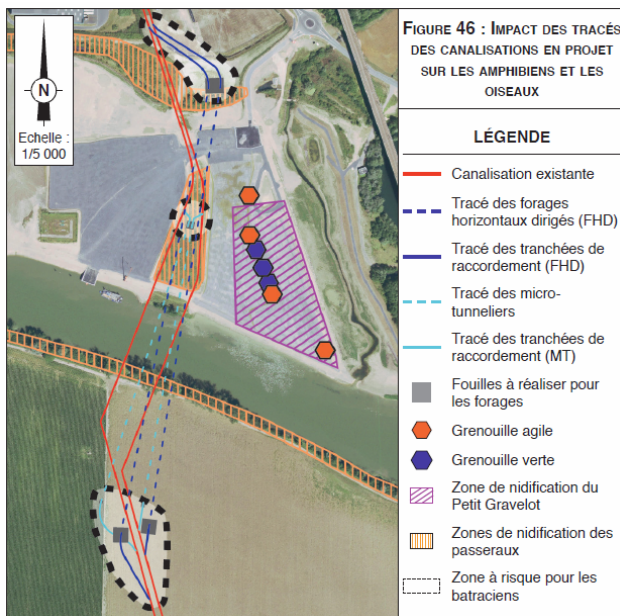 N
Echelle :
1/5 000
FIGURE 46 : IMPACT DES TRACÉS
DES CANALISATIONS EN PROJET
SUR LES AMPHIBIENS ET LES
OISEAUX
LÉGENDE
Canalisation existante
Tracé des forages
horizontaux dirigés (FHD)
Tracé des tranchées de
raccordement (FHD)
Tracé des micro-
tunneliers
Tracé des tranchées de
raccordement (MT)
Fouilles à réaliser pour
les forages
Grenouille agile
Grenouille verte
Zone de nidification du
Petit Gravelot
Zones de nidification des
passeraux
Zone à risque pour les
batraciens